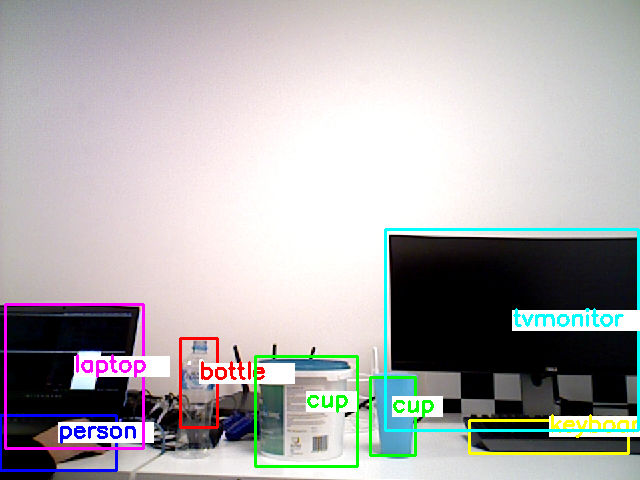 tvmonitor
laptop
bottle
cup
cup
person
keyboar